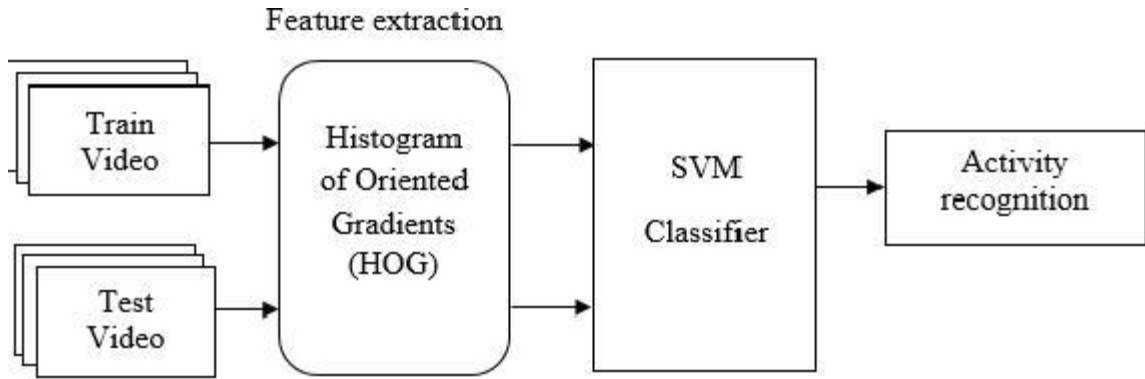 Feature extraction
Train
Video
Histogram
of Oriented
Gradients
(HOG)
SVM
Classifier
Activity
recognition
Test
Video